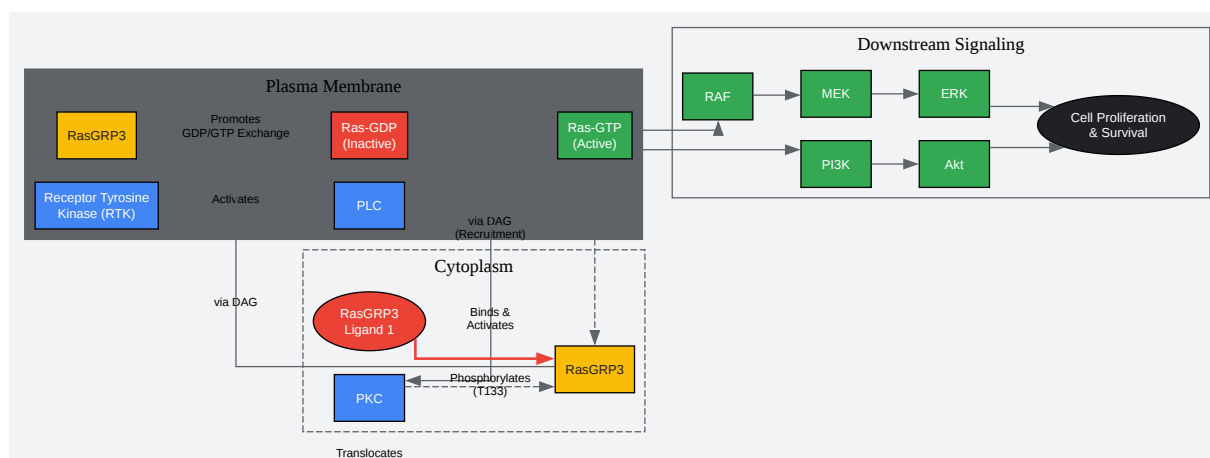 Downstream Signaling
RAF
MEK
ERK
Cell Proliferation
& Survival
PI3K
Akt
Plasma Membrane
RasGRP3
Promotes
GDP/GTP Exchange
Ras-GDP
(Inactive)
Ras-GTP
(Active)
Receptor Tyrosine
Kinase (RTK)
Activates
PLC
via DAG
(Recruitment)
Cytoplasm
via DAG
RasGRP3
Ligand 1
Binds &
Activates
RasGRP3
PKC
Phosphorylates
(T133)
Translocates